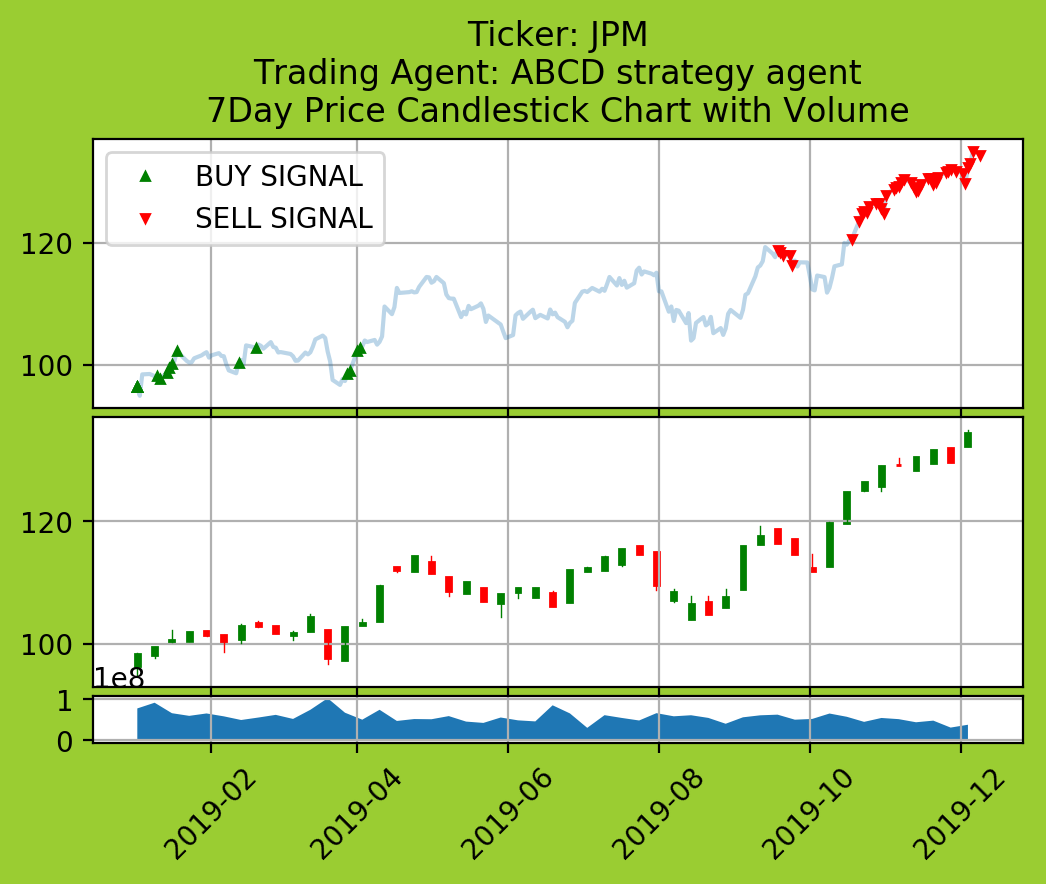 Ticker: JPM
Trading Agent: ABCD strategy agent
7Day Price Candlestick Chart with Volume
BUY SIGNAL
SELL SIGNAL
120
100
120
100
1e8
1
0
2019-02
2019-04
2019-06
2019-08
2019-10
2019-12